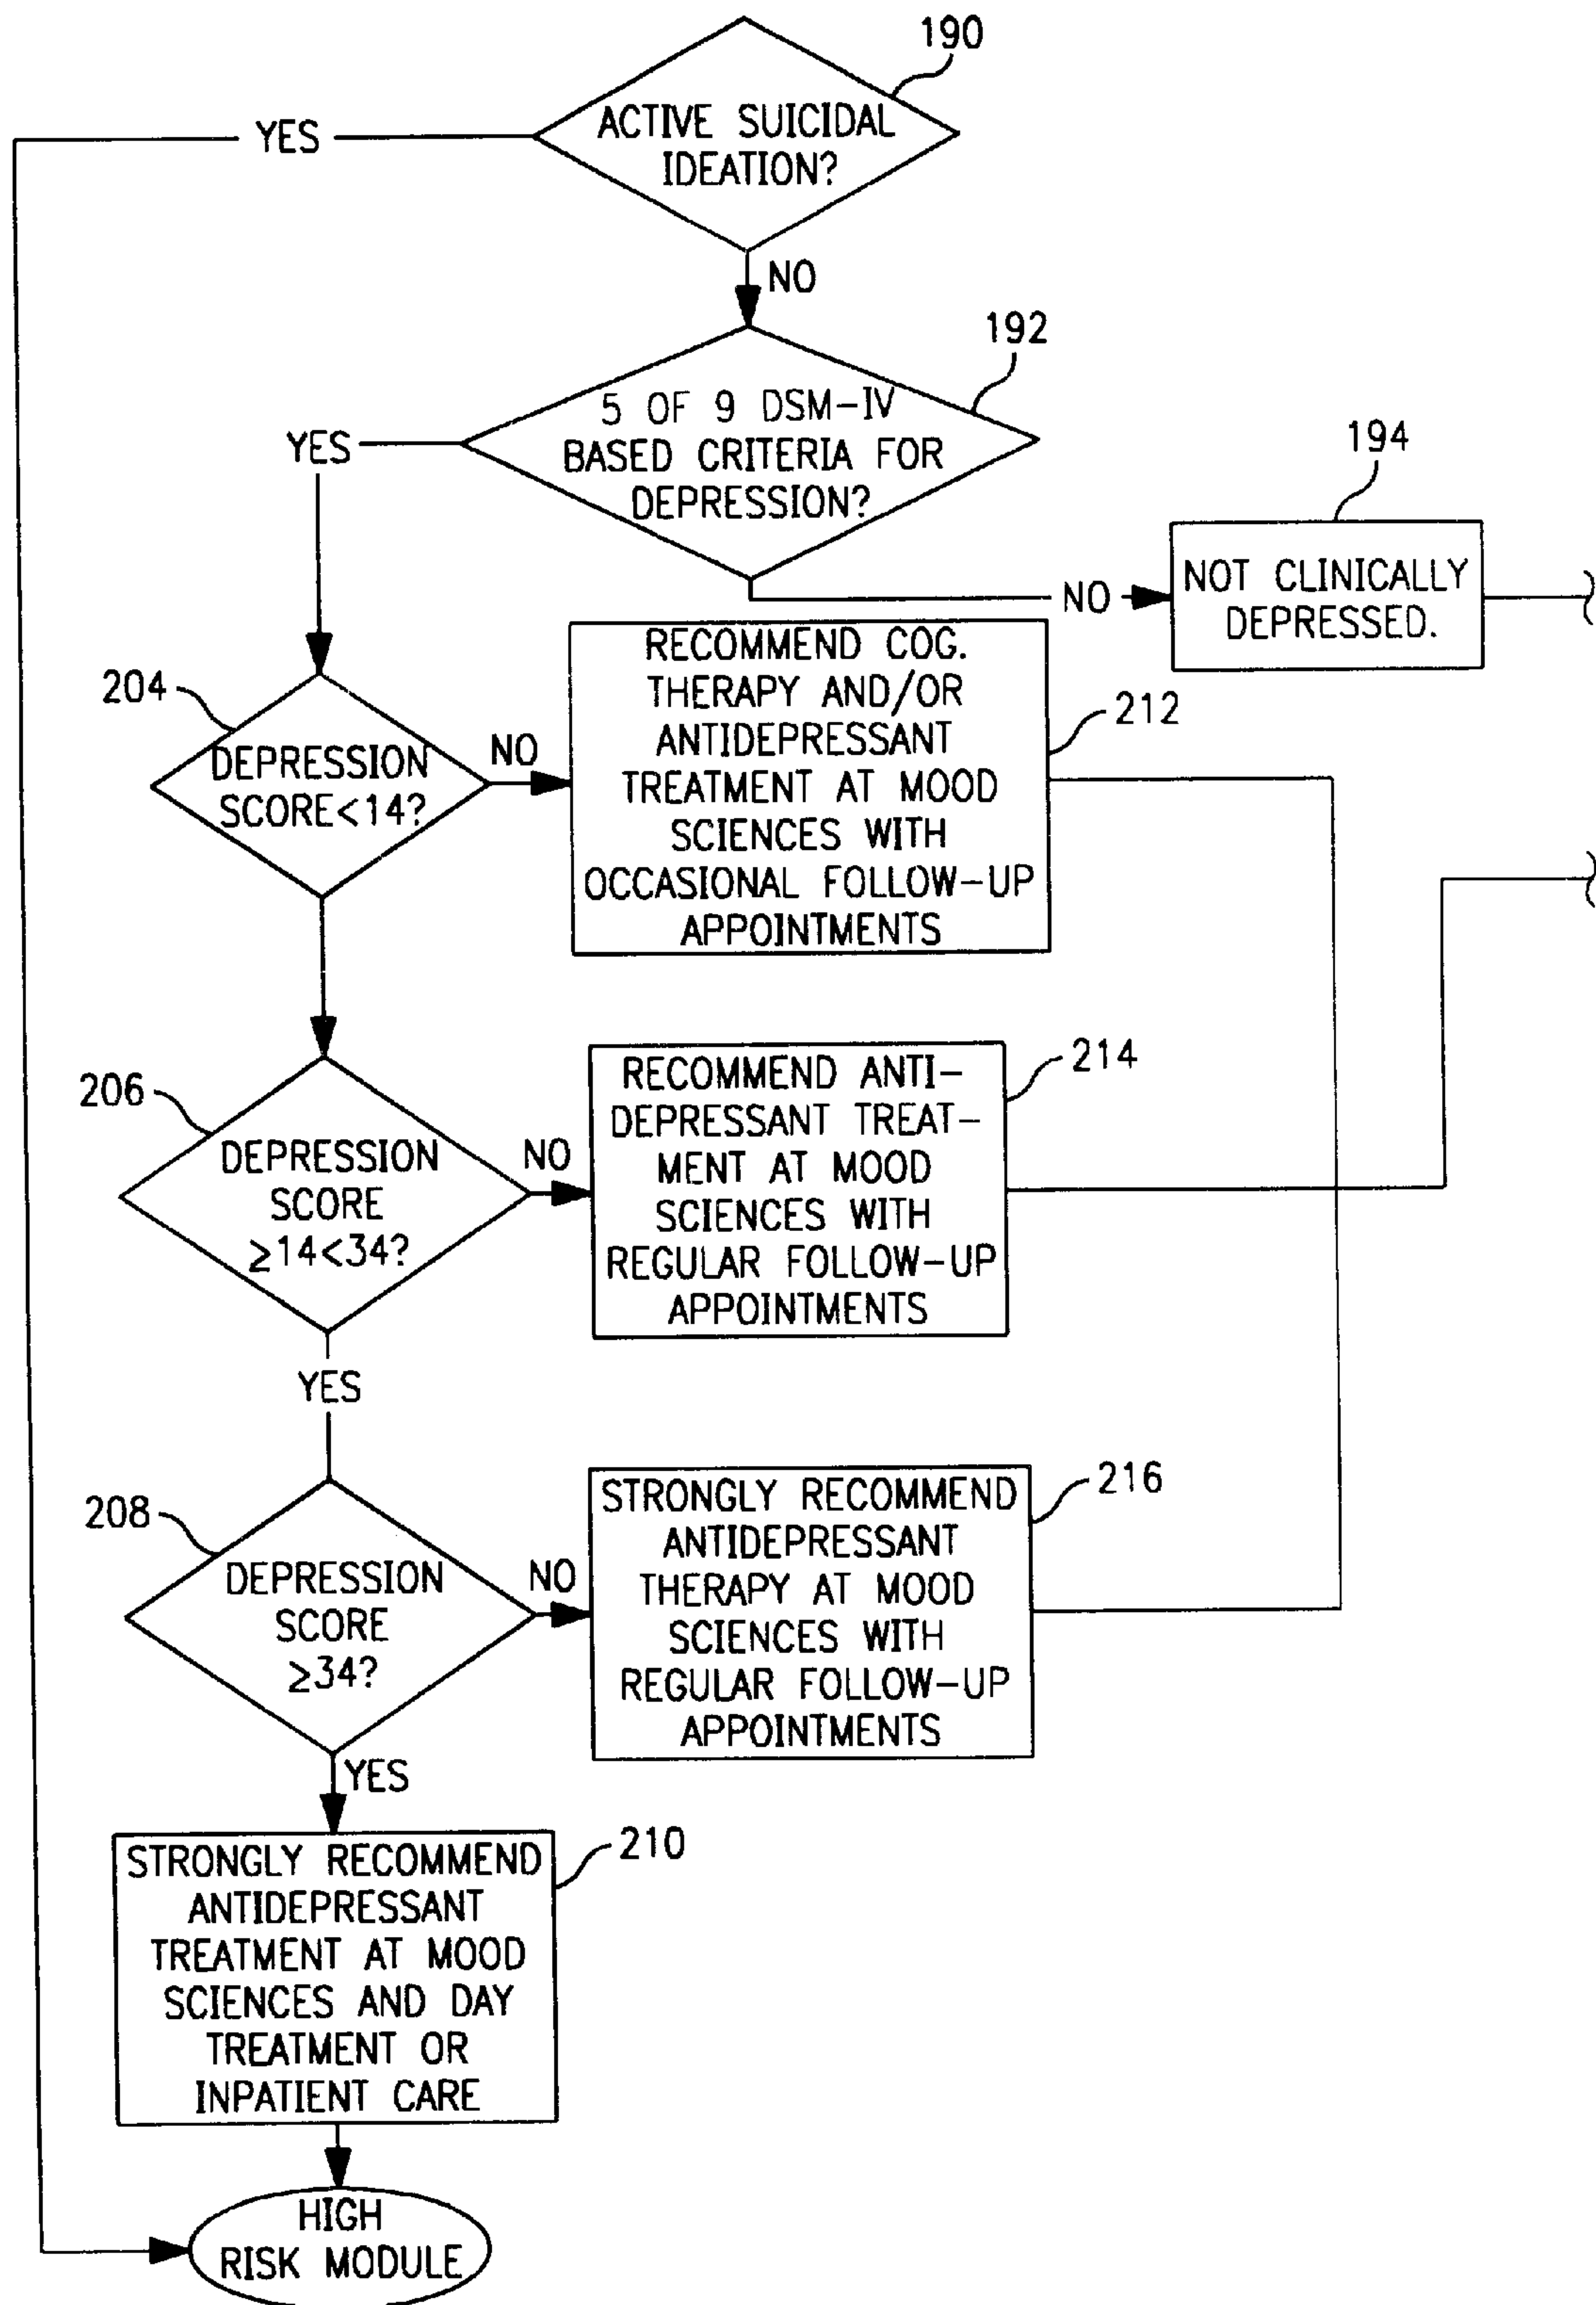 190
ACTIVE SUICIDAL
IDEATION?
YES
NO
192
5 OF 9 DSM-IV
BASED CRITERIA FOR
DEPRESSION?
YES
194
NOT CLINICALLY
DEPRESSED.
NO
204
DEPRESSION
SCORE<14?
NO
RECOMMEND COG.
THERAPY AND/OR
ANTIDEPRESSANT
TREATMENT AT MOOD
SCIENCES WITH
OCCASIONAL FOLLOW-UP
APPOINTMENTS
212
206
DEPRESSION
SCORE
≥14<34?
NO
RECOMMEND ANTI-
DEPRESSANT TREAT-
MENT AT MOOD
SCIENCES WITH
REGULAR FOLLOW-UP
APPOINTMENTS
214
YES
208
DEPRESSION
SCORE
≥34?
NO
STRONGLY RECOMMEND
ANTIDEPRESSANT
THERAPY AT MOOD
SCIENCES WITH
REGULAR FOLLOW-UP
APPOINTMENTS
216
YES
STRONGLY RECOMMEND
ANTIDEPRESSANT
TREATMENT AT MOOD
SCIENCES AND DAY
TREATMENT OR
INPATIENT CARE
210
HIGH
RISK MODULE